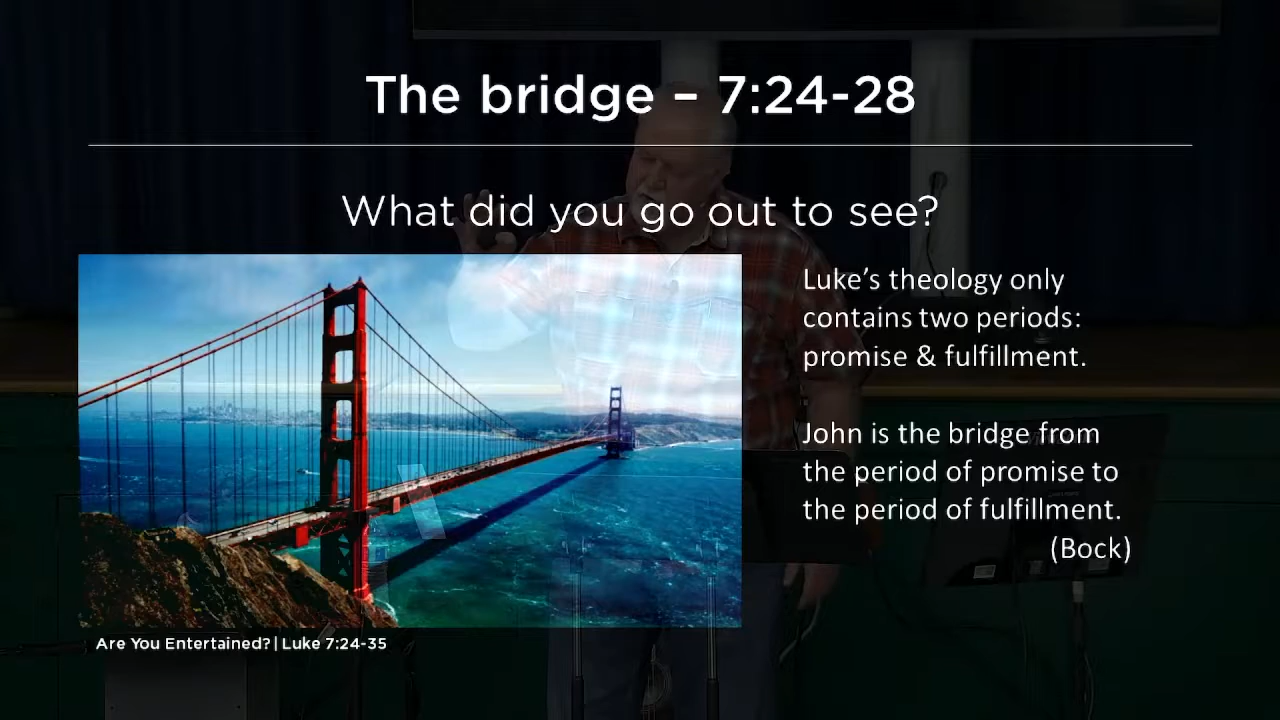 The bridge – 7:24-28
What did you go out to see?
Luke's theology only
contains two periods:
promise & fulfillment.
John is the bridge from
the period of promise to
the period of fulfillment.
(Bock)
Are You Entertained? | Luke 7:24-35